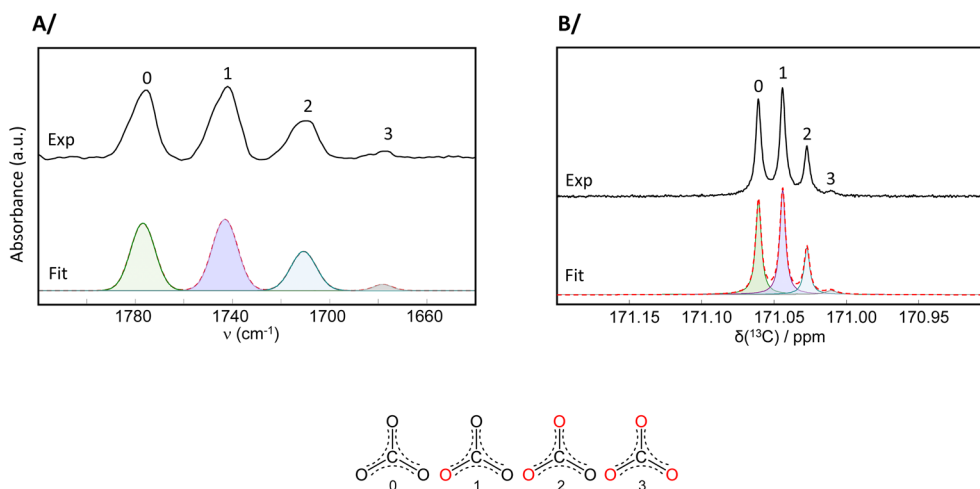 A/
B/
0
1
2
3
Exp
Fit
Absorbance (a.u.)
1780
1740
1700
1660
ν (cm⁻¹)
0
1
2
3
Exp
Fit
171.15
171.10
171.05
171.00
170.95
δ(¹³C) / ppm
O
O
O
O
C
C
C
C
O
O
O
O
O
O
O
O
0
1
2
3